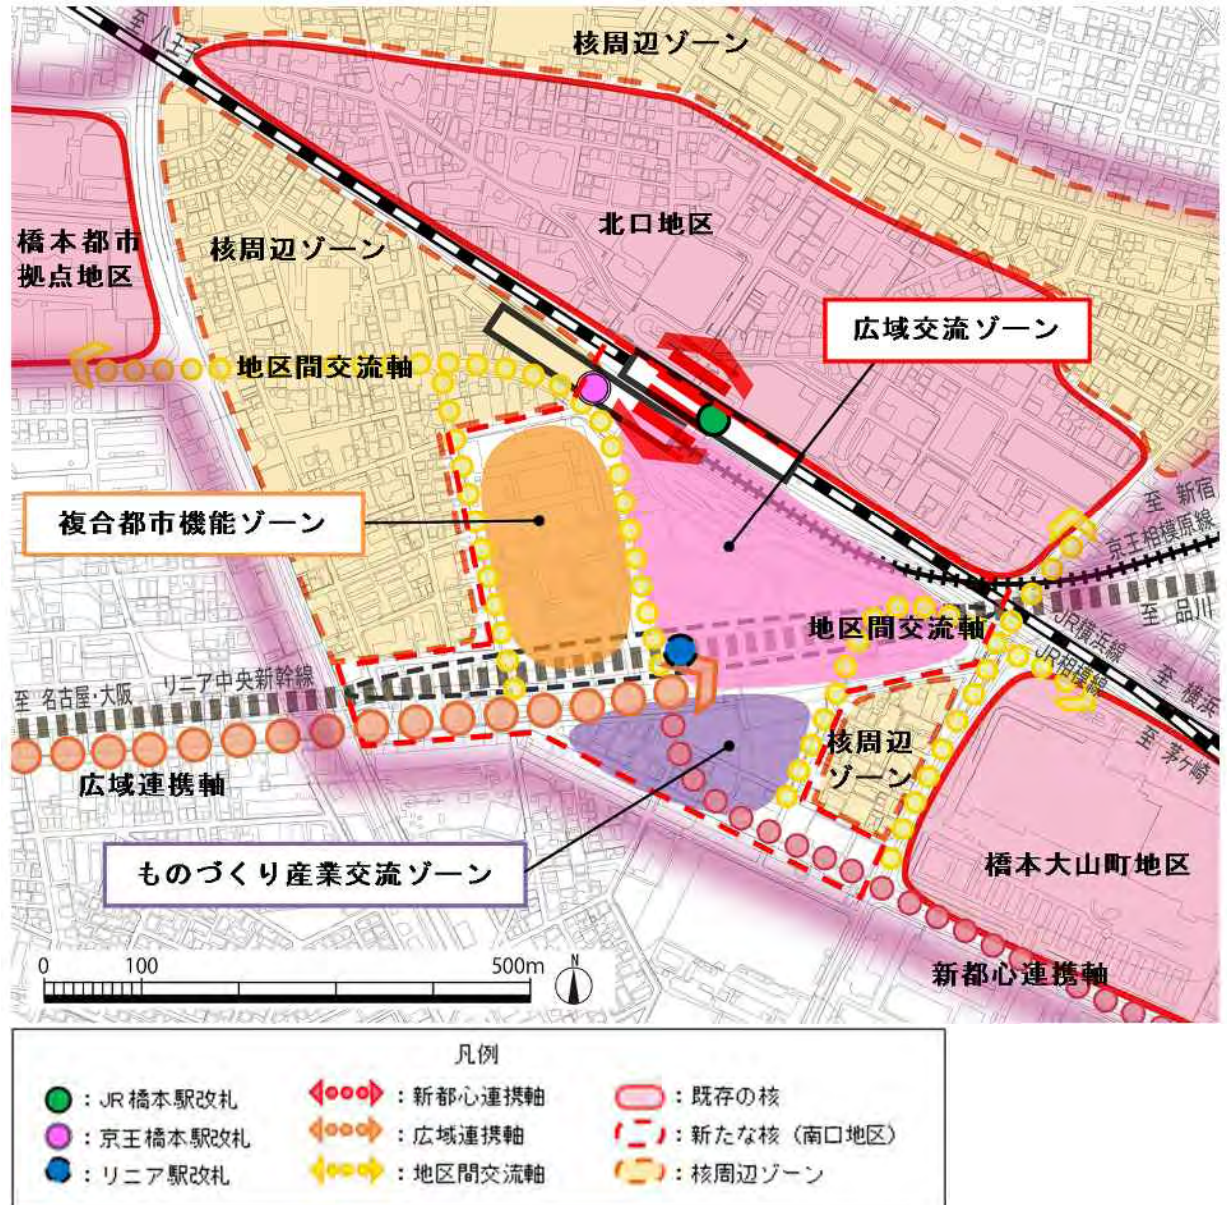 至 八王子
核周辺ゾーン
北口地区
橋本都市
拠点地区
核周辺ゾーン
広域交流ゾーン
地区間交流軸
複合都市機能ゾーン
至 新宿
京王相模原線
至 品川
地区間交流軸
JR横浜線
JR相模線
至 横浜
至 茅ケ崎
至 名古屋・大阪
リニア中央新幹線
広域連携軸
核周辺
ゾーン
ものづくり産業交流ゾーン
橋本大山町地区
新都心連携軸
0 100 500m
N
凡例
:JR橋本駅改札
:新都心連携軸
:既存の核
:京王橋本駅改札
:広域連携軸
:新たな核(南口地区)
:リニア駅改札
:地区間交流軸
:核周辺ゾーン